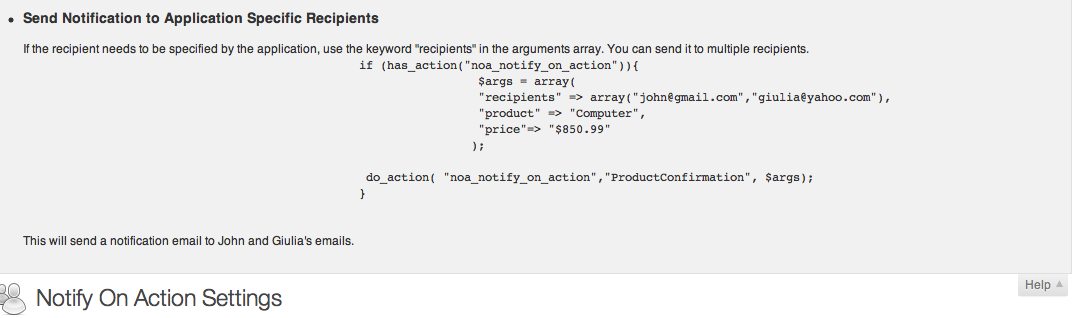 Send Notification to Application Specific Recipients
If the recipient needs to be specified by the application, use the keyword "recipients" in the arguments array. You can send it to multiple recipients.
if (has_action("noa_notify_on_action")){
$args = array(
"recipients" => array("john@gmail.com","giulia@yahoo.com"),
"product" => "Computer",
"price"=> "$850.99"
);
do_action( "noa_notify_on_action","ProductConfirmation", $args);
}
This will send a notification email to John and Giulia's emails.
Help
Notify On Action Settings